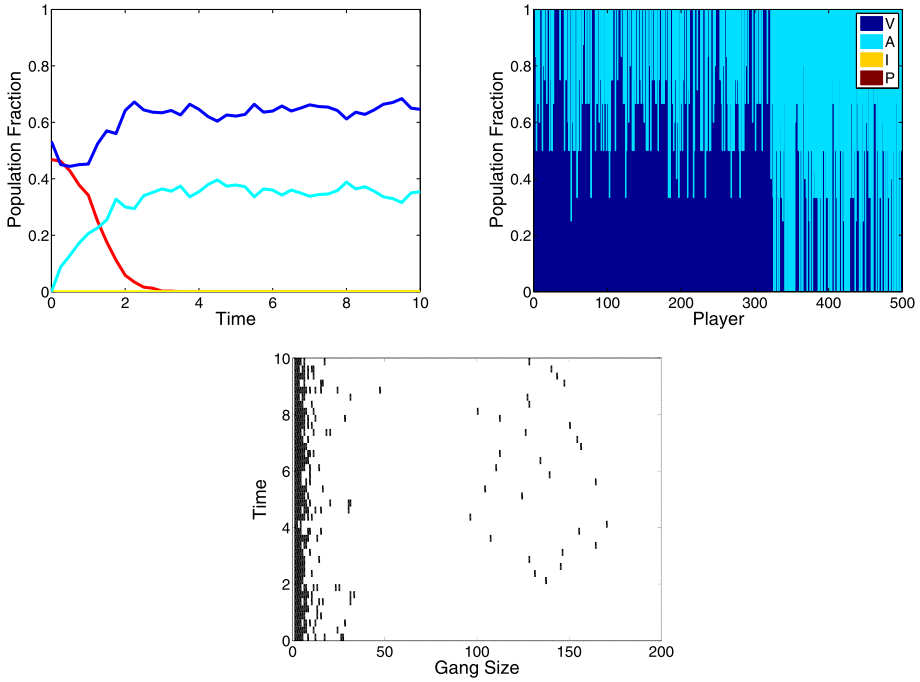 1
0.8
0.6
0.4
0.2
0
0 2 4 6 8 10
Population Fraction
Time
1
0.8
0.6
0.4
0.2
0
0 100 200 300 400 500
Population Fraction
Player
V
A
I
P
10
8
6
4
2
0
0 50 100 150 200
Time
Gang Size